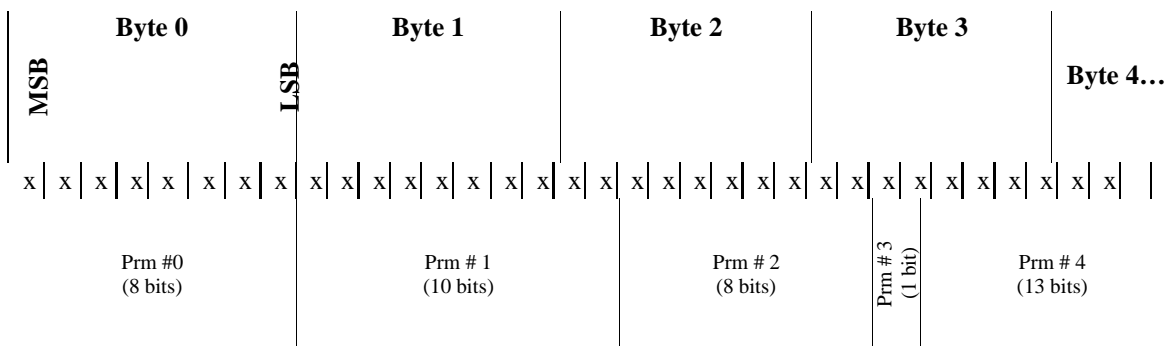 Byte 0 Byte 1 Byte 2 Byte 3
MSB LSB Byte 4…
x x x x x x x x x x x x x x x x x x x x x x x x x x x x x x x x x x
Prm #0 Prm # 1 Prm # 2 Prm # 3 Prm # 4
(8 bits) (10 bits) (8 bits) (1 bit) (13 bits)